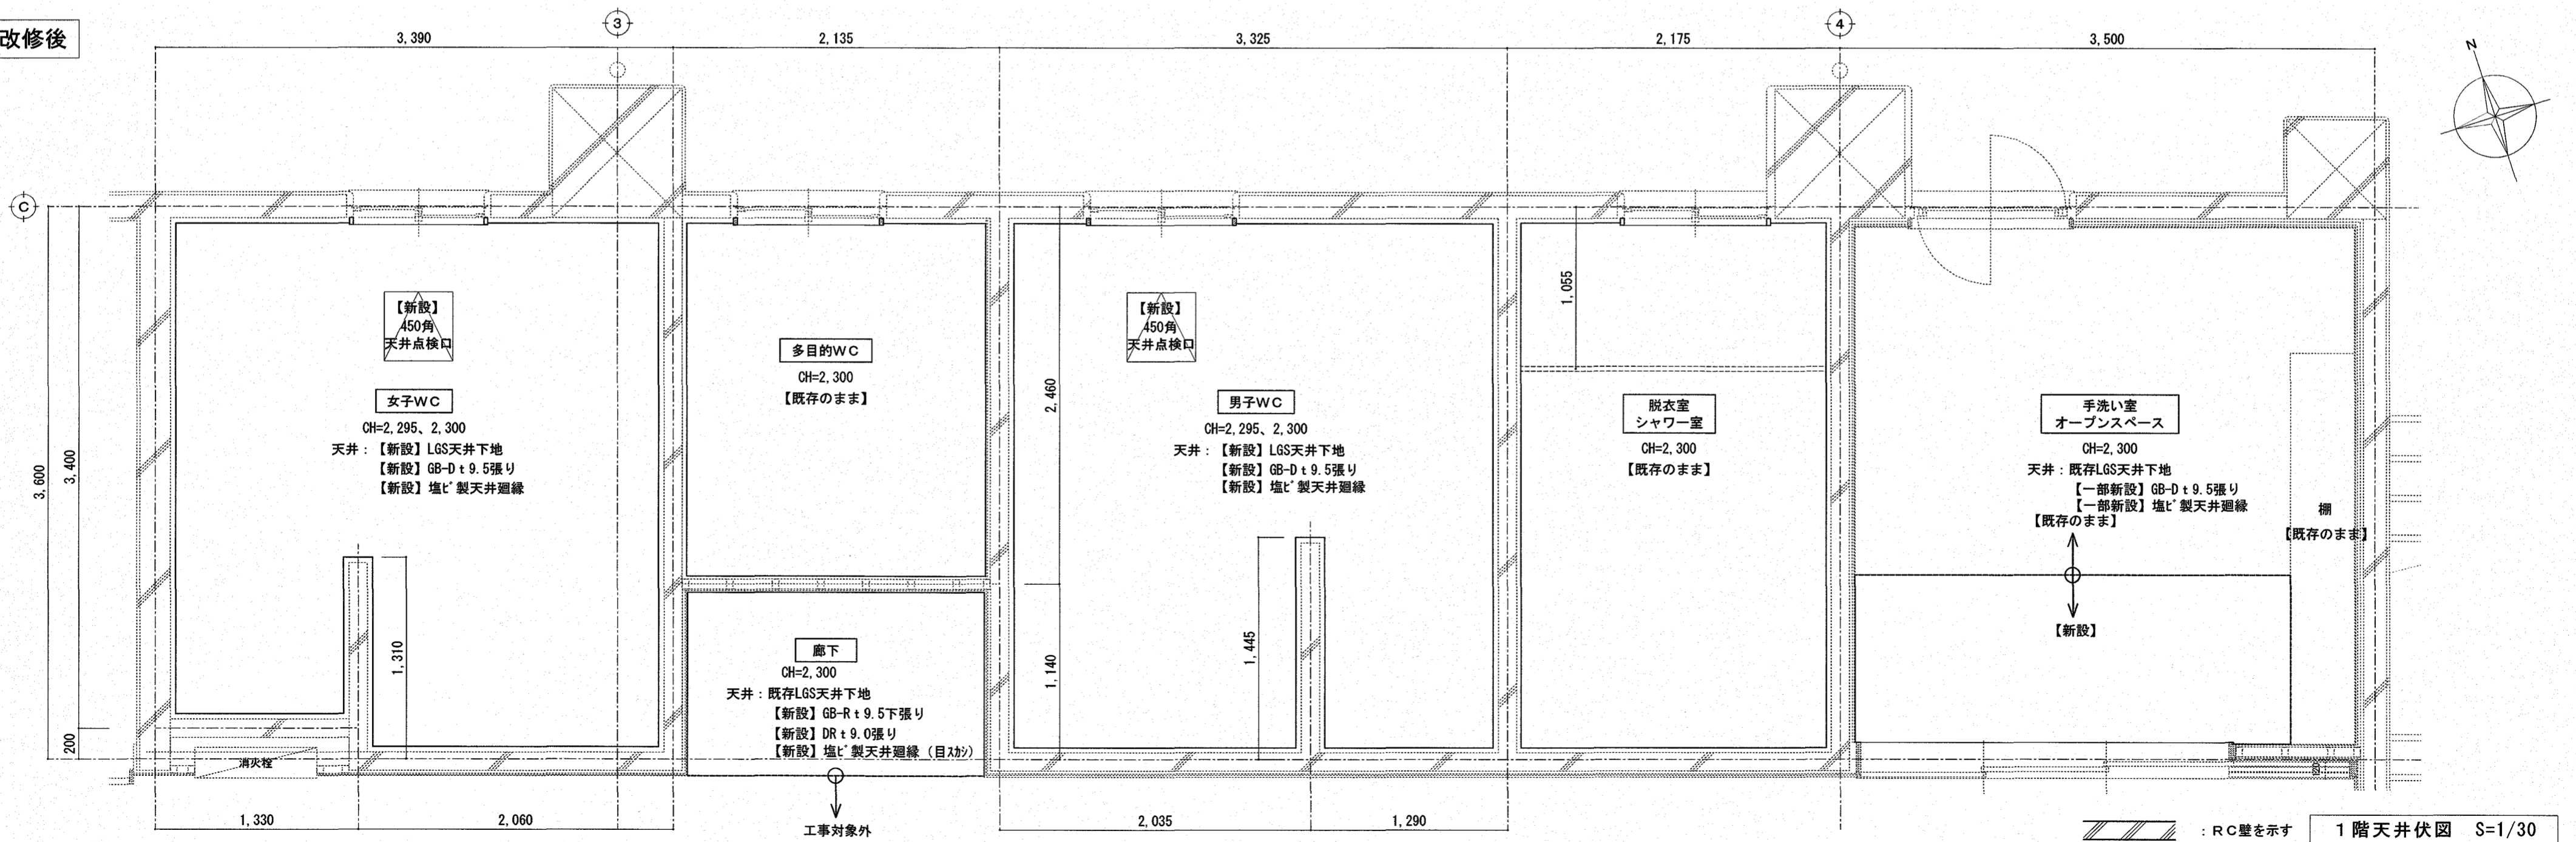 改修後
3
4
3,390
2,135
3,325
2,175
3,500
N
C
3,600
3,400
200
【新設】
450角
天井点検口
女子WC
CH=2,295、2,300
天井：【新設】LGS天井下地
【新設】GB-D t 9.5張り
【新設】塩ﾋﾞ製天井廻縁
1,310
消火栓
1,330
2,060
多目的WC
CH=2,300
【既存のまま】
廊下
CH=2,300
天井：既存LGS天井下地
【新設】GB-R t 9.5下張り
【新設】DR t 9.0張り
【新設】塩ﾋﾞ製天井廻縁（目ｽｶｼ）
工事対象外
2,460
1,140
【新設】
450角
天井点検口
男子WC
CH=2,295、2,300
天井：【新設】LGS天井下地
【新設】GB-D t 9.5張り
【新設】塩ﾋﾞ製天井廻縁
1,445
2,035
1,290
1,055
脱衣室
シャワー室
CH=2,300
【既存のまま】
手洗い室
オープンスペース
CH=2,300
天井：既存LGS天井下地
【一部新設】GB-D t 9.5張り
【一部新設】塩ﾋﾞ製天井廻縁
【既存のまま】
【新設】
棚
【既存のまま】
120
：RC壁を示す
1階天井伏図 S=1/30